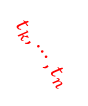 tk, ..., tn